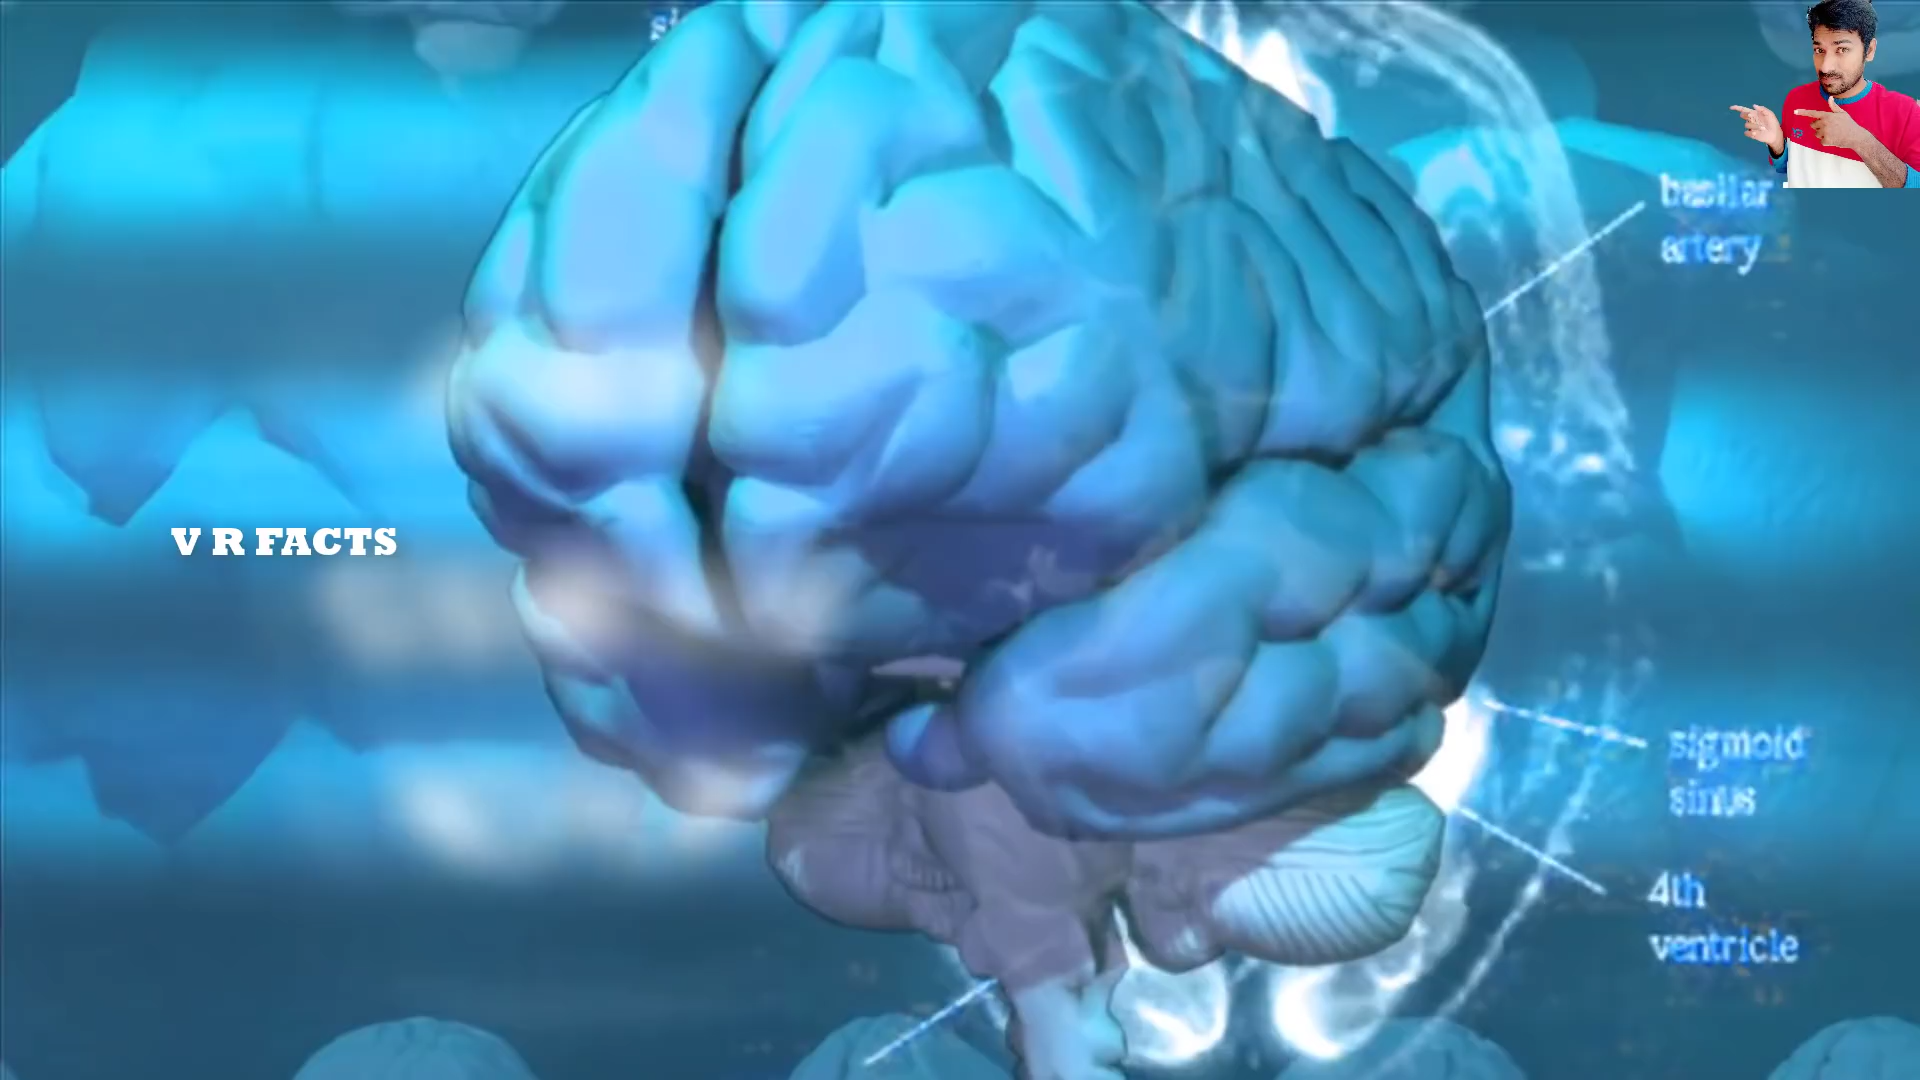 basilar
artery
V R FACTS
sigmoid
sinus
4th
ventricle